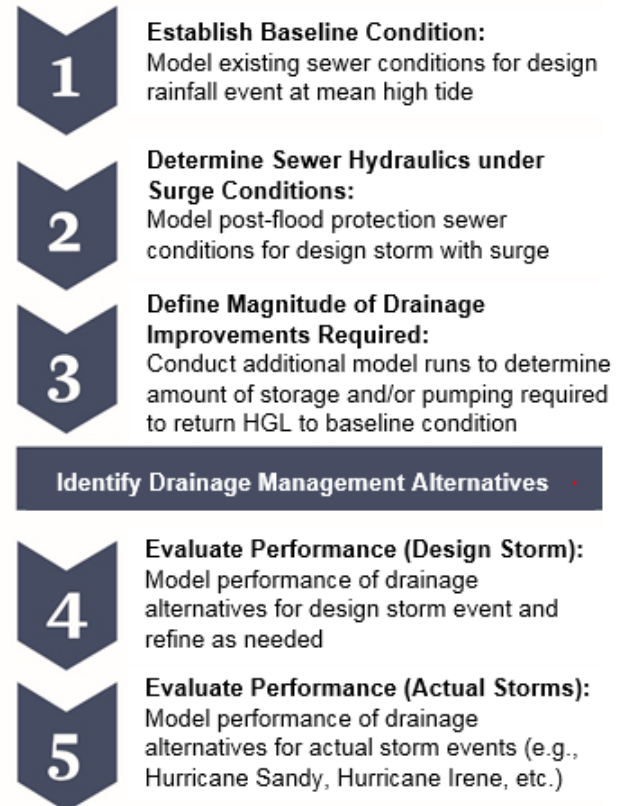 1
Establish Baseline Condition:
Model existing sewer conditions for design
rainfall event at mean high tide
2
Determine Sewer Hydraulics under
Surge Conditions:
Model post-flood protection sewer
conditions for design storm with surge
3
Define Magnitude of Drainage
Improvements Required:
Conduct additional model runs to determine
amount of storage and/or pumping required
to return HGL to baseline condition
Identify Drainage Management Alternatives
4
Evaluate Performance (Design Storm):
Model performance of drainage
alternatives for design storm event and
refine as needed
5
Evaluate Performance (Actual Storms):
Model performance of drainage
alternatives for actual storm events (e.g.,
Hurricane Sandy, Hurricane Irene, etc.)